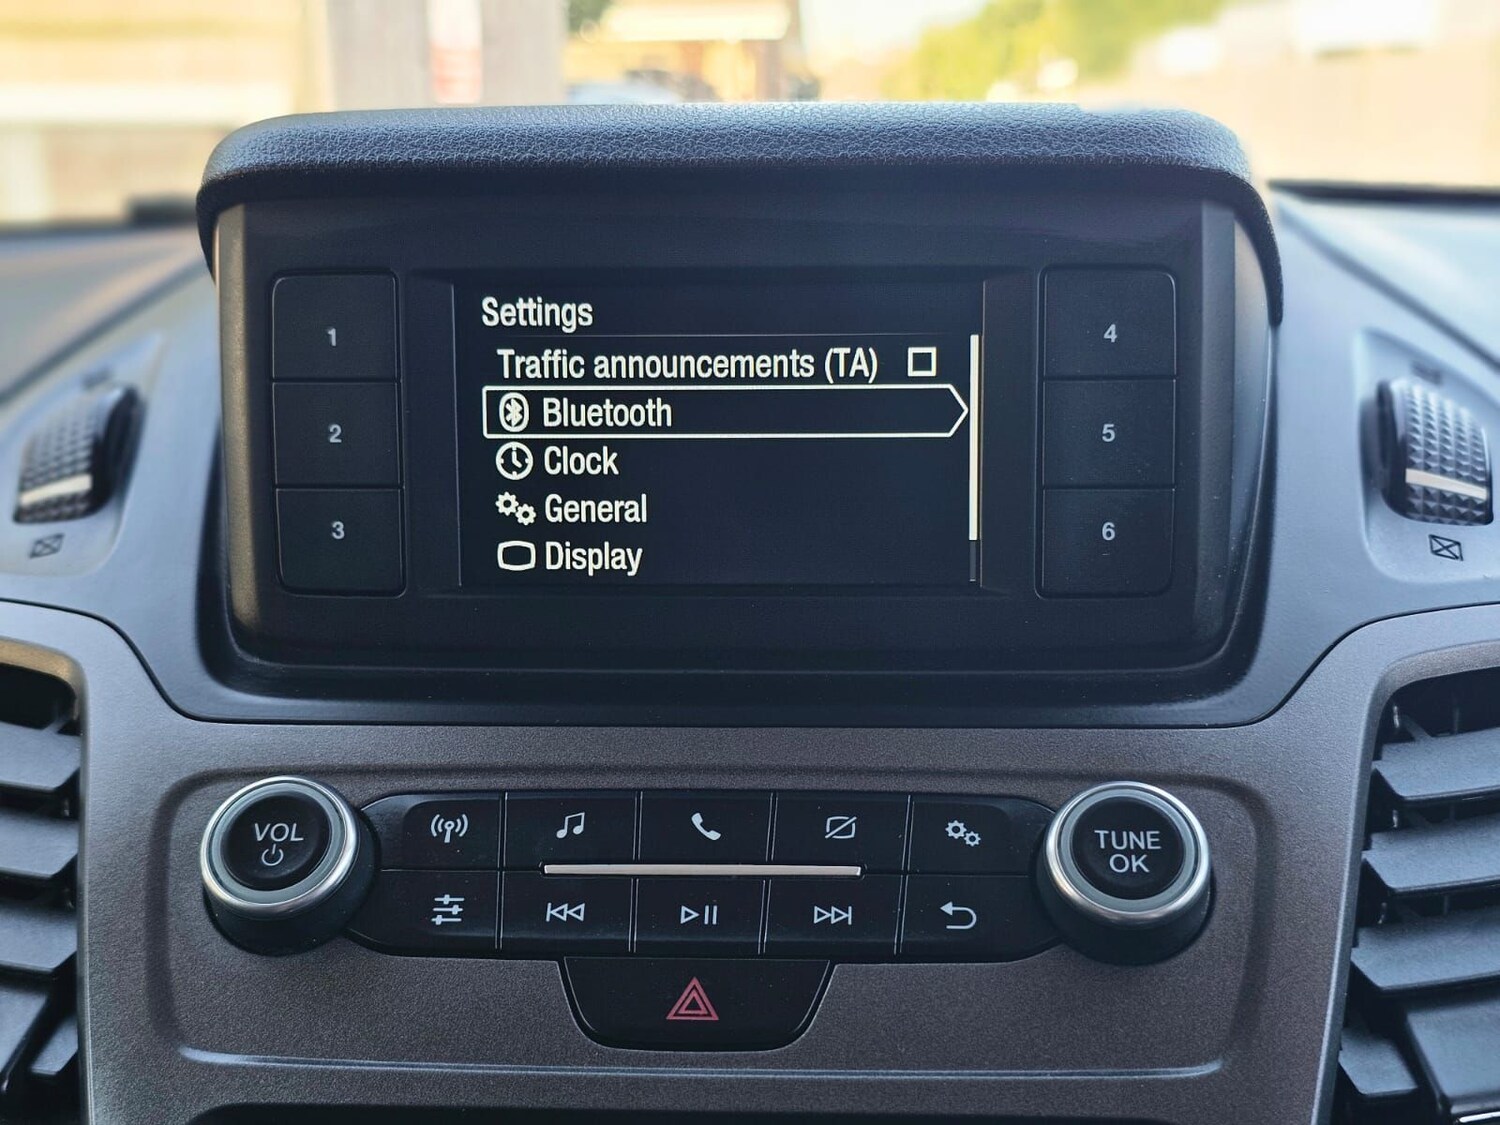 Settings
Traffic announcements (TA)
Bluetooth
Clock
General
Display
1
2
3
4
5
6
VOL
TUNE
OK